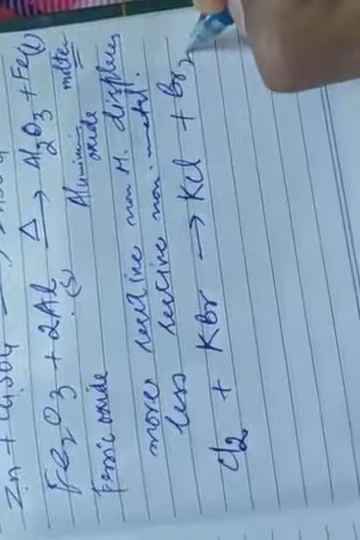 Zn + CuSO4 →
Fe2O3 + 2Al(s) —Δ→ Al2O3 + Fe(l)
Ferric oxide Aluminium oxide molten
more reactive non M. displaces
less reactive non-metal.
Cl2 + KBr → KCl + Br2